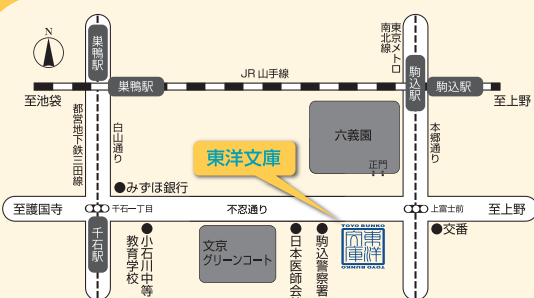 N
巣鴨駅
巣鴨駅
JR山手線
東京メトロ
南北線
駒込駅
駒込駅
至池袋
至上野
都営地下鉄三田線
白山通り
六義園
正門
本郷通り
東洋文庫
みずほ銀行
至護国寺
千石一丁目
不忍通り
上富士前
至上野
千石駅
小石川中等
教育学校
文京
グリーンコート
日本医師会
駒込警察署
TOYO BUNKO
東洋文庫
TOYO BUNKO
交番